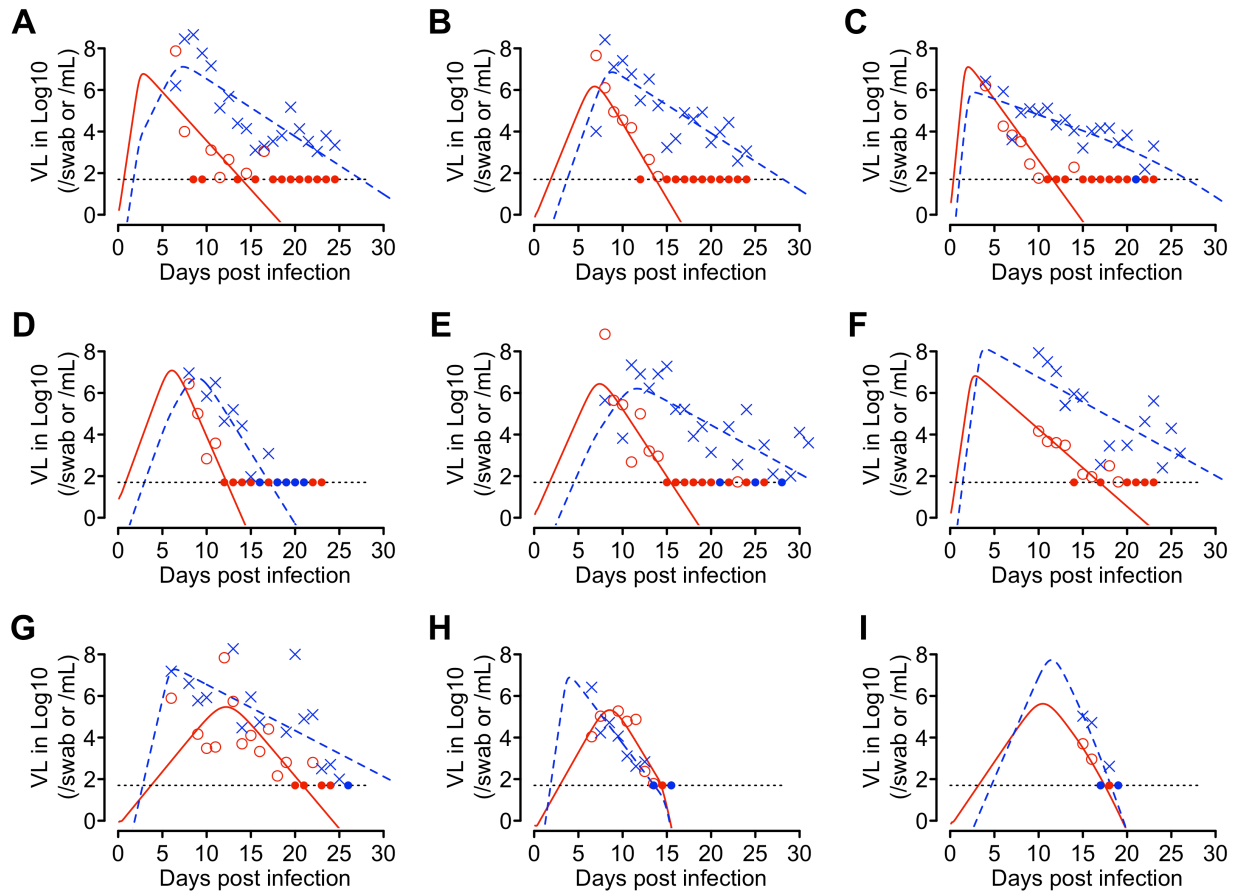 A B C
VL in Log10 (/swab or /mL) VL in Log10 (/swab or /mL) VL in Log10 (/swab or /mL)
8 8 8
6 6 6
4 4 4
2 2 2
0 0 0
0 5 10 15 20 25 30 0 5 10 15 20 25 30 0 5 10 15 20 25 30
Days post infection Days post infection Days post infection
D E F
VL in Log10 (/swab or /mL) VL in Log10 (/swab or /mL) VL in Log10 (/swab or /mL)
8 8 8
6 6 6
4 4 4
2 2 2
0 0 0
0 5 10 15 20 25 30 0 5 10 15 20 25 30 0 5 10 15 20 25 30
Days post infection Days post infection Days post infection
G H I
VL in Log10 (/swab or /mL) VL in Log10 (/swab or /mL) VL in Log10 (/swab or /mL)
8 8 8
6 6 6
4 4 4
2 2 2
0 0 0
0 5 10 15 20 25 30 0 5 10 15 20 25 30 0 5 10 15 20 25 30
Days post infection Days post infection Days post infection